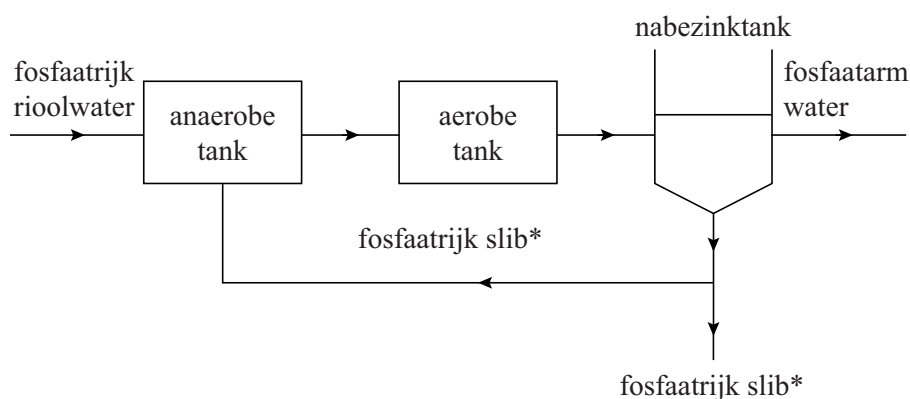 nabezinktank
fosfaatrijk
rioolwater
anaerobe
tank
aerobe
tank
fosfaatarm
water
fosfaatrijk slib*
fosfaatrijk slib*